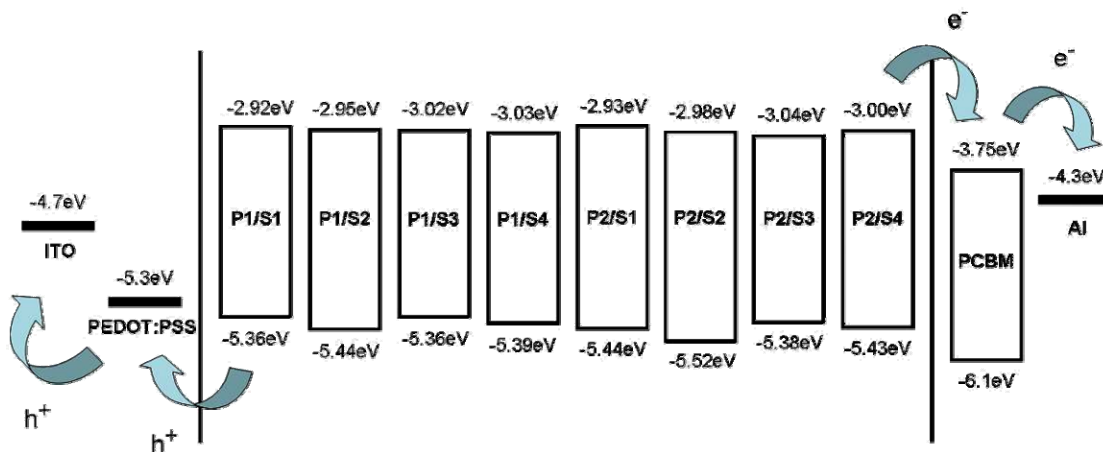 e-
e-
-2.92eV
-2.95eV
-3.02eV
-3.03eV
-2.93eV
-2.98eV
-3.04eV
-3.00eV
-3.75eV
-4.3eV
-4.7eV
P1/S1
P1/S2
P1/S3
P1/S4
P2/S1
P2/S2
P2/S3
P2/S4
Al
ITO
PCBM
-5.3eV
PEDOT:PSS
-5.36eV
-5.44eV
-5.36eV
-5.39eV
-5.44eV
-5.52eV
-5.38eV
-5.43eV
-6.1eV
h+
h+